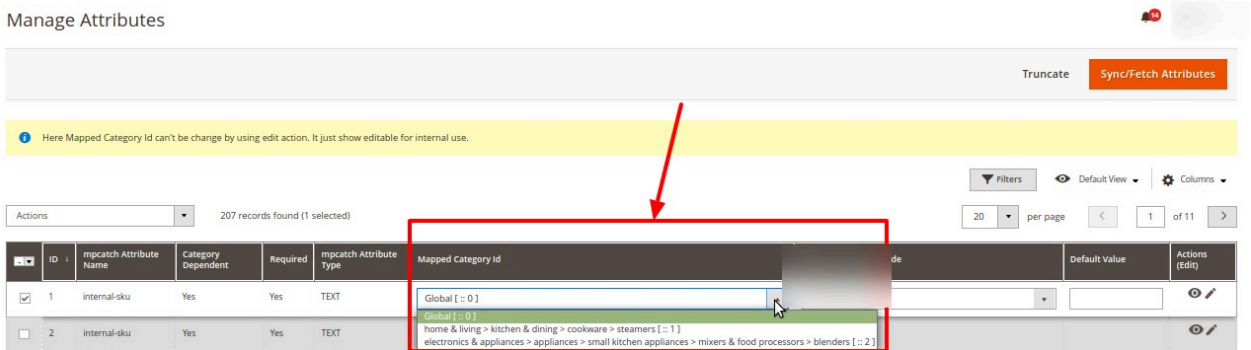 Manage Attributes
14
Truncate
Sync/Fetch Attributes
Here Mapped Category Id can't be change by using edit action. It just show editable for internal use.
Filters
Default View
Columns
Actions
207 records found (1 selected)
20
per page
1
of 11
ID
mpcatch Attribute Name
Category Dependent
Required
mpcatch Attribute Type
Mapped Category Id
de
Default Value
Actions (Edit)
1 internal-sku Yes Yes TEXT Global [ :: 0 ]
Global [ :: 0 ]
home & living > kitchen & dining > cookware > steamers [ :: 1 ]
2 internal-sku Yes Yes TEXT
electronics & appliances > appliances > small kitchen appliances > mixers & food processors > blenders [ :: 2 ]